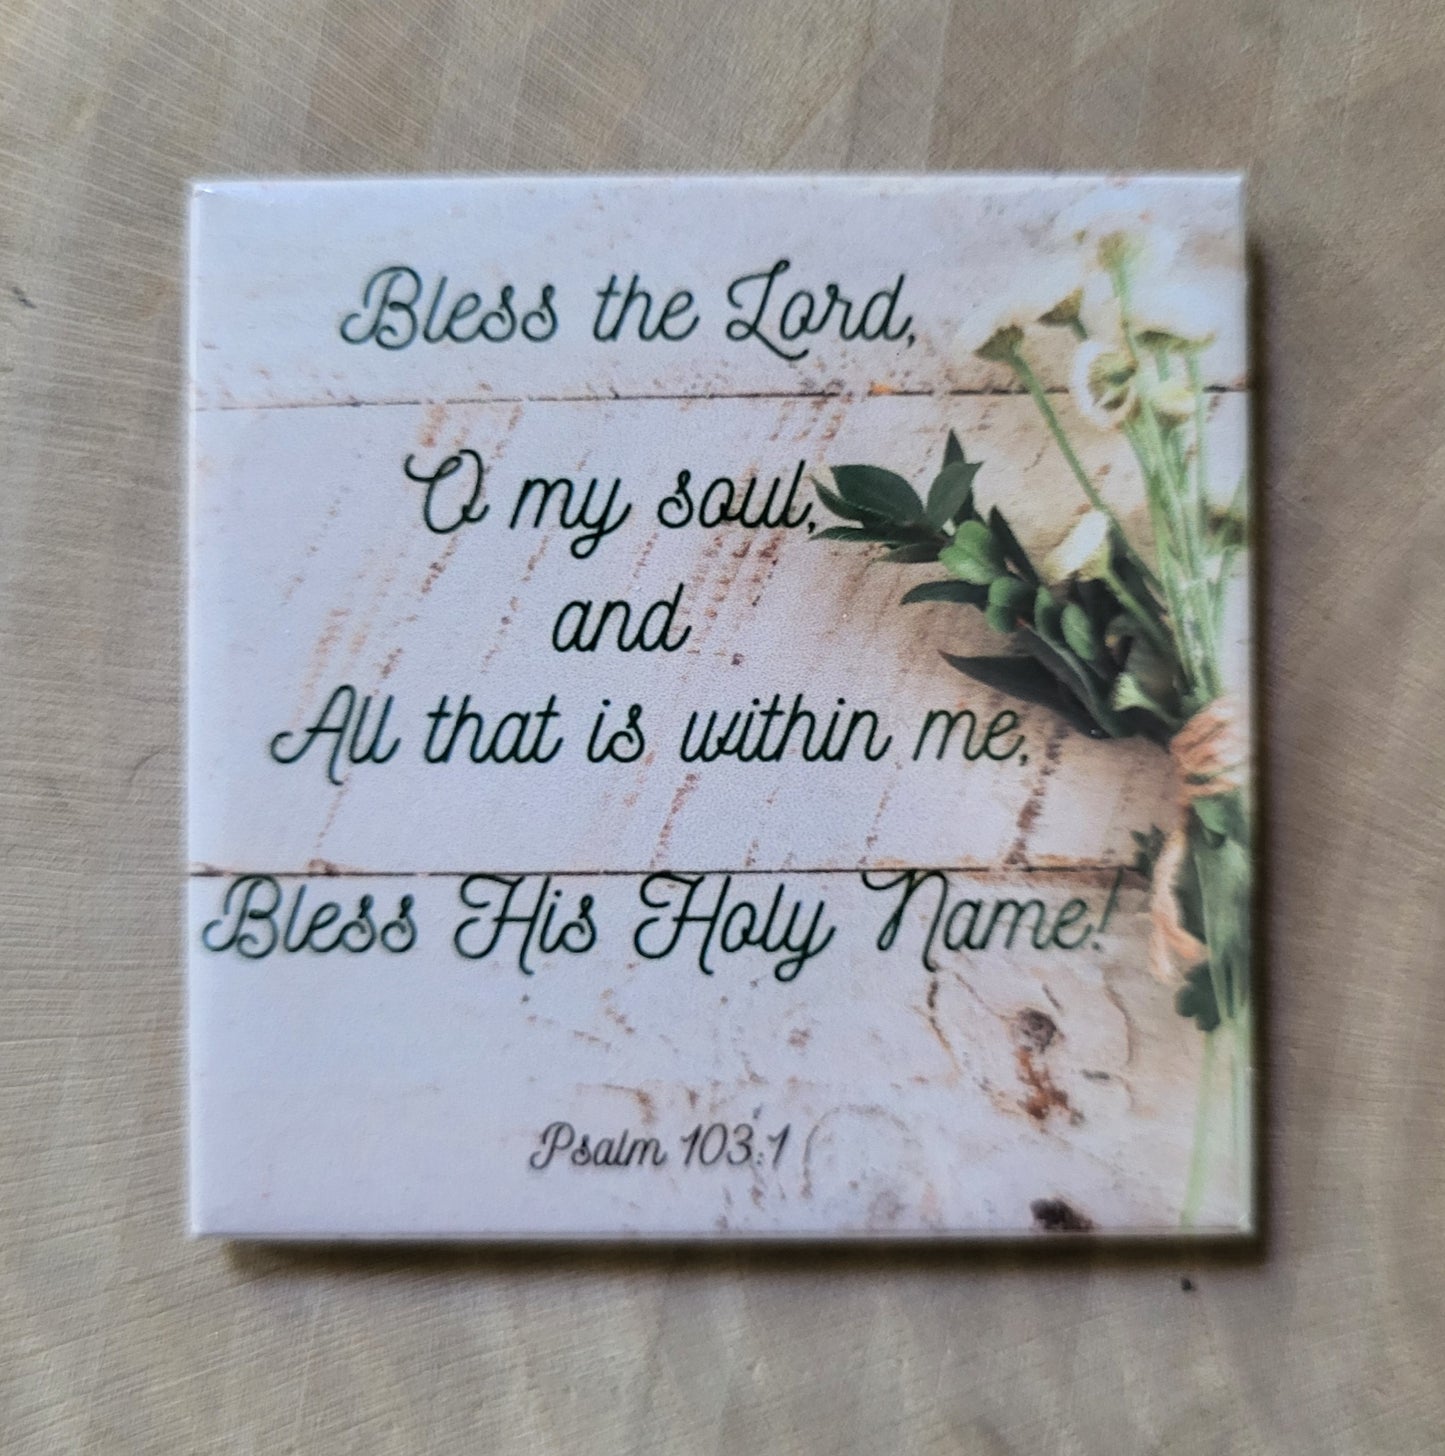 Bless the Lord,
O my soul,
and
All that is within me,
Bless His Holy Name!
Psalm 103:1